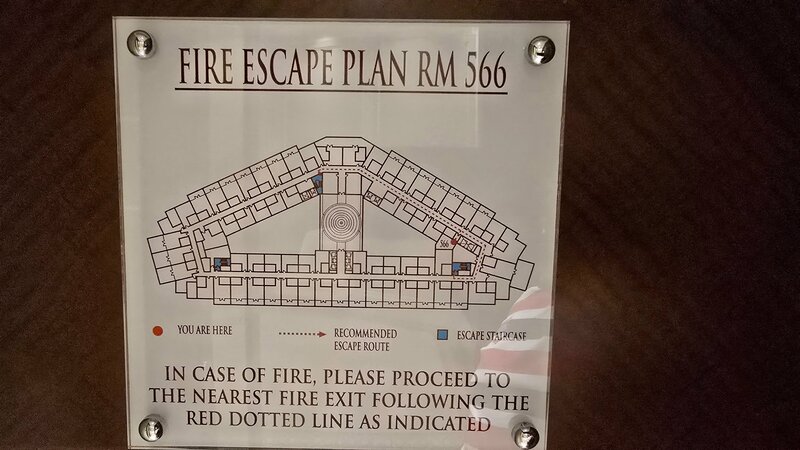 FIRE ESCAPE PLAN RM 566
566
YOU ARE HERE
RECOMMENDED
ESCAPE ROUTE
ESCAPE STAIRCASE
IN CASE OF FIRE, PLEASE PROCEED TO
THE NEAREST FIRE EXIT FOLLOWING THE
RED DOTTED LINE AS INDICATED